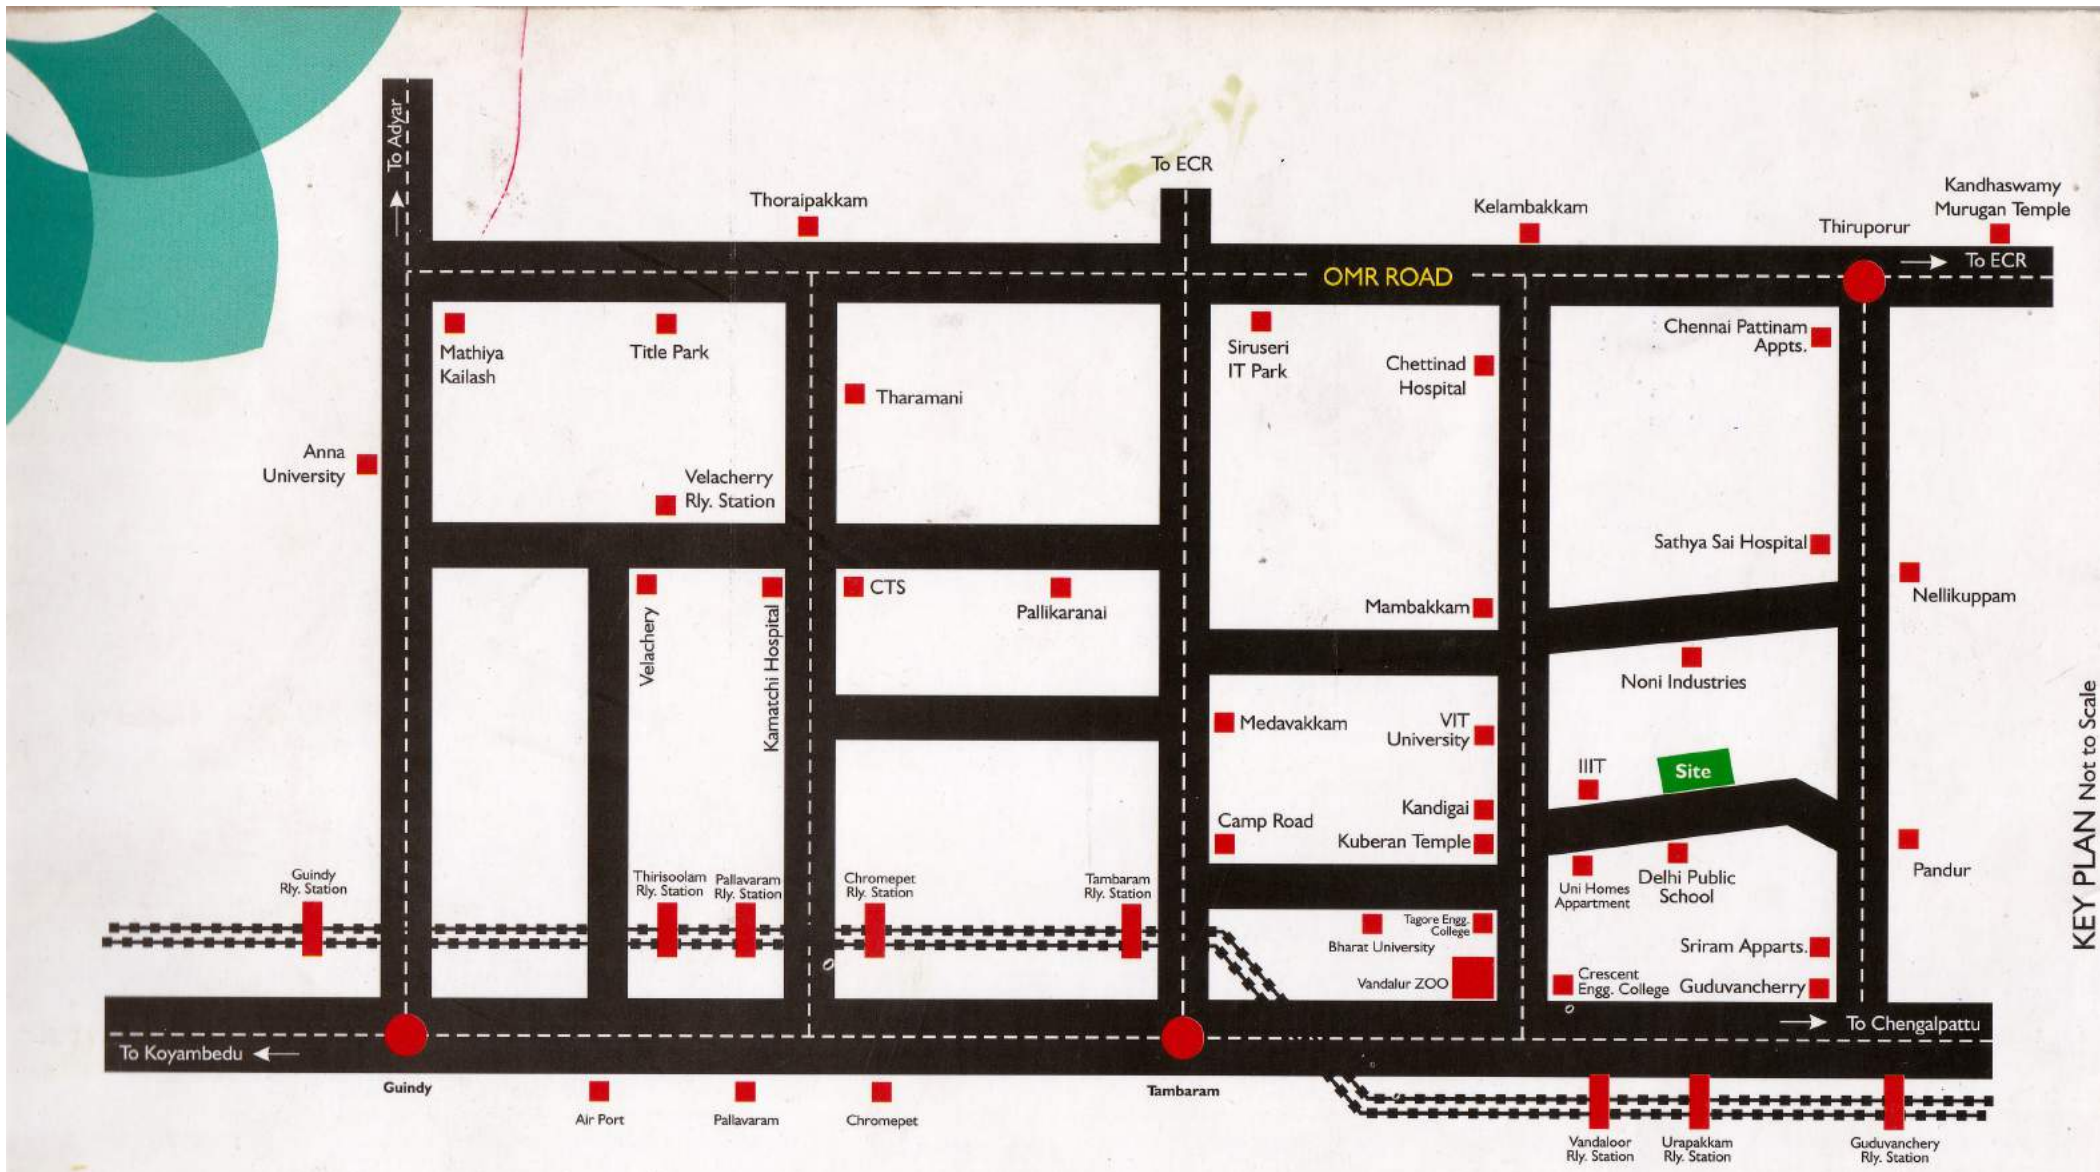 To Adyar
To ECR
Thoraipakkam
Kelambakkam
Kandhaswamy
Murugan Temple
Thiruporur
To ECR
OMR ROAD
Mathiya
Kailash
Title Park
Tharamani
Siruseri
IT Park
Chettinad
Hospital
Chennai Pattinam
Appts.
Anna
University
Velacherry
Rly. Station
Sathya Sai Hospital
CTS
Pallikaranai
Mambakkam
Nellikuppam
Velachery
Kamatchi Hospital
Noni Industries
Medavakkam
VIT
University
IIIT
Site
Camp Road
Kandigai
Kuberan Temple
Uni Homes
Appartment
Delhi Public
School
Pandur
Guindy
Rly. Station
Thirisoolam
Rly. Station
Pallavaram
Rly. Station
Chromepet
Rly. Station
Tambaram
Rly. Station
Bharat University
Tagore Engg.
College
Vandalur ZOO
Crescent
Engg. College
Sriram Apparts.
Guduvancherry
To Koyambedu
To Chengalpattu
Guindy
Tambaram
Air Port
Pallavaram
Chromepet
Vandaloor
Rly. Station
Urapakkam
Rly. Station
Guduvanchery
Rly. Station
KEY PLAN Not to Scale